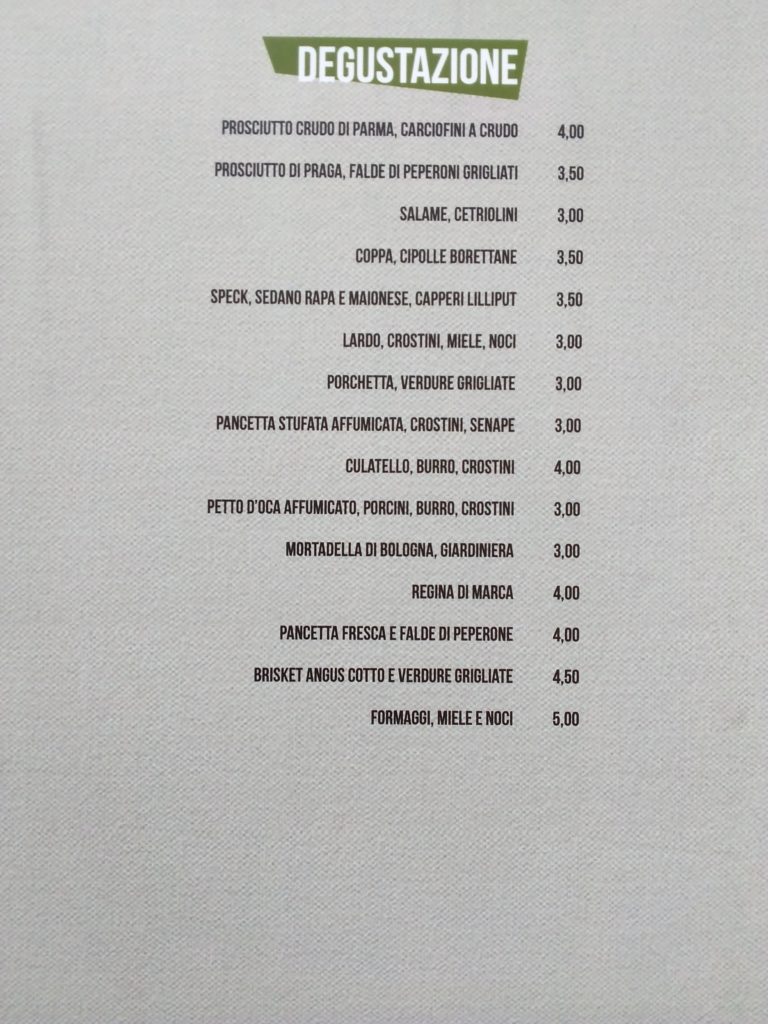 DEGUSTAZIONE
PROSCIUTTO CRUDO DI PARMA, CARCIOFINI A CRUDO 4,00
PROSCIUTTO DI PRAGA, FALDE DI PEPERONI GRIGLIATI 3,50
SALAME, CETRIOLINI 3,00
COPPA, CIPOLLE BORETTANE 3,50
SPECK, SEDANO RAPA E MAIONESE, CAPPERI LILLIPUT 3,50
LARDO, CROSTINI, MIELE, NOCI 3,00
PORCHETTA, VERDURE GRIGLIATE 3,00
PANCETTA STUFATA AFFUMICATA, CROSTINI, SENAPE 3,00
CULATELLO, BURRO, CROSTINI 4,00
PETTO D'OCA AFFUMICATO, PORCINI, BURRO, CROSTINI 3,00
MORTADELLA DI BOLOGNA, GIARDINIERA 3,00
REGINA DI MARCA 4,00
PANCETTA FRESCA E FALDE DI PEPERONE 4,00
BRISKET ANGUS COTTO E VERDURE GRIGLIATE 4,50
FORMAGGI, MIELE E NOCI 5,00